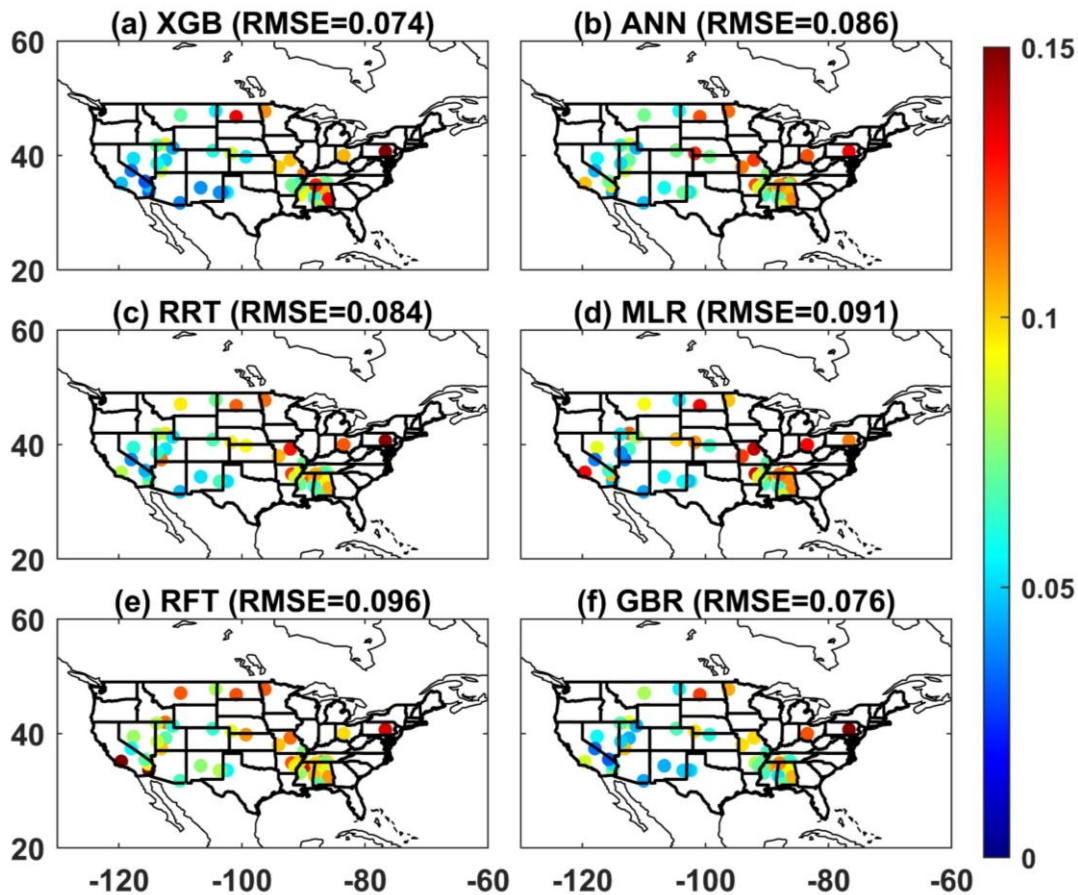 (a) XGB (RMSE=0.074)
(b) ANN (RMSE=0.086)
60
40
20
(c) RRT (RMSE=0.084)
(d) MLR (RMSE=0.091)
60
40
20
(e) RFT (RMSE=0.096)
(f) GBR (RMSE=0.076)
60
40
20
-120 -100 -80 -60
-120 -100 -80 -60
0.15
0.1
0.05
0